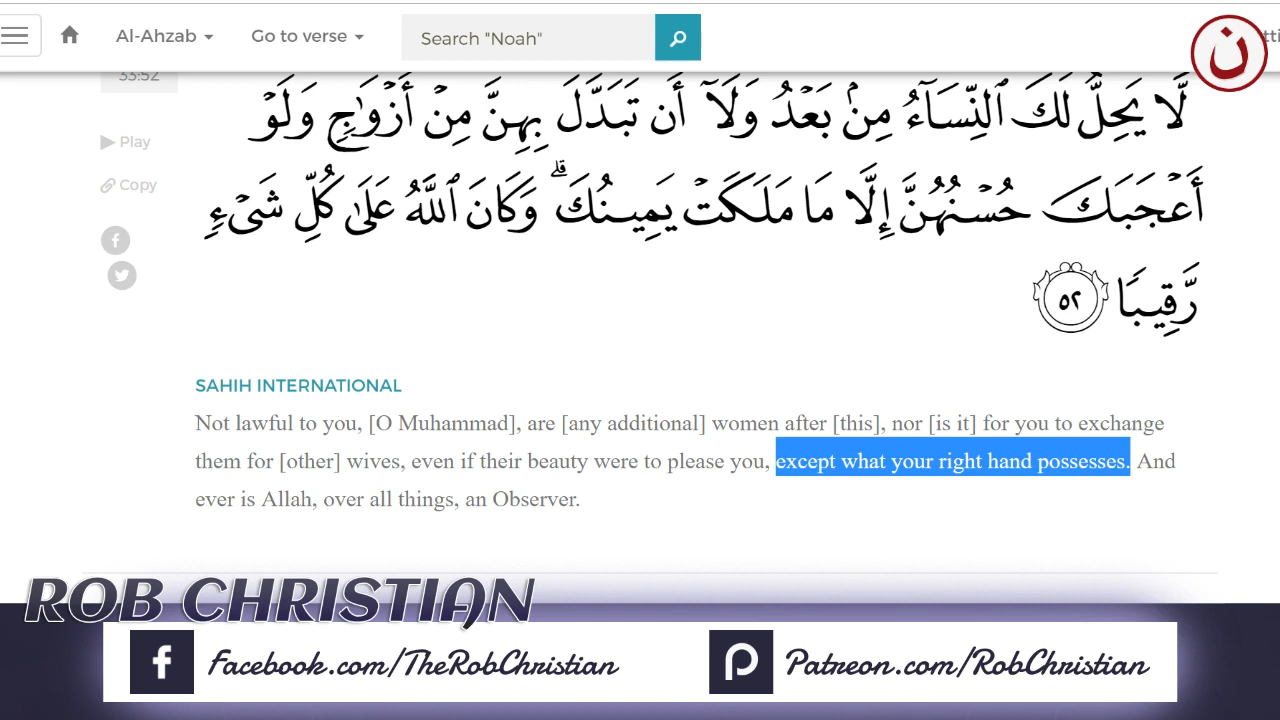 Al-Ahzab
Go to verse
Search "Noah"
ن
33:52
لَّا يَحِلُّ لَكَ ٱلنِّسَآءُ مِنۢ بَعْدُ وَلَآ أَن تَبَدَّلَ بِهِنَّ مِنْ أَزْوَٰجٍ وَلَوْ
Play
Copy
أَعْجَبَكَ حُسْنُهُنَّ إِلَّا مَا مَلَكَتْ يَمِينُكَ ۗ وَكَانَ ٱللَّهُ عَلَىٰ كُلِّ شَىْءٍ
رَّقِيبًا ٥٢
SAHIH INTERNATIONAL
Not lawful to you, [O Muhammad], are [any additional] women after [this], nor [is it] for you to exchange
them for [other] wives, even if their beauty were to please you, except what your right hand possesses. And
ever is Allah, over all things, an Observer.
ROB CHRISTIAN
Facebook.com/TheRobChristian
Patreon.com/RobChristian